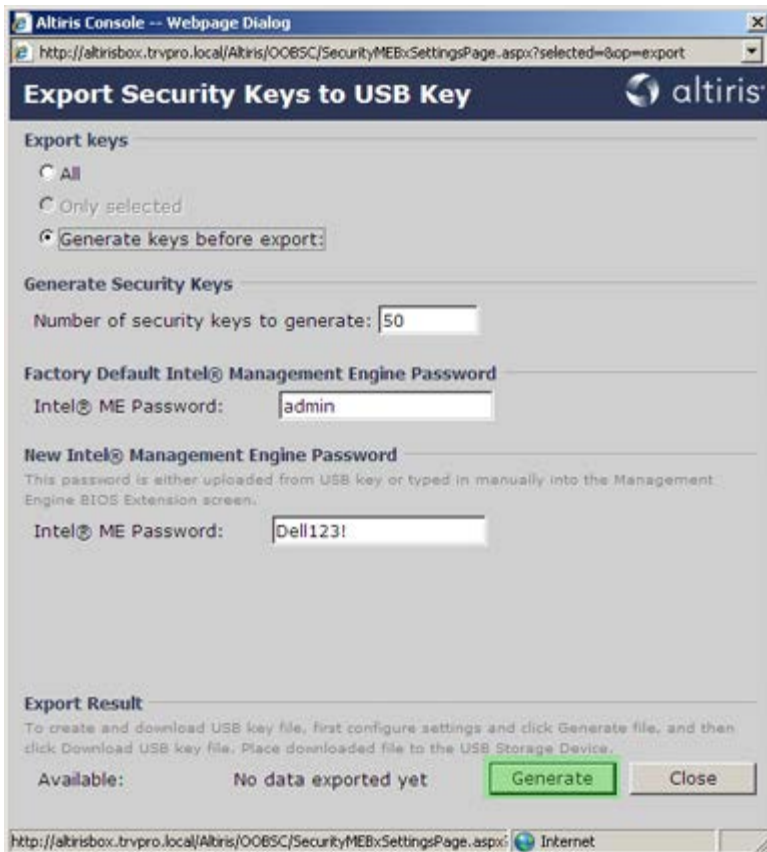 Altiris Console -- Webpage Dialog
http://altirisbox.trvpro.local/Altiris/OOBSC/SecurityMEBxSettingsPage.aspx?selected=&op=export
Export Security Keys to USB Key
altiris
Export keys
All
Only selected
Generate keys before export:
Generate Security Keys
Number of security keys to generate: 50
Factory Default Intel® Management Engine Password
Intel® ME Password: admin
New Intel® Management Engine Password
This password is either uploaded from USB key or typed in manually into the Management
Engine BIOS Extension screen.
Intel® ME Password: Dell123!
Export Result
To create and download USB key file, first configure settings and click Generate file, and then
click Download USB key file. Place downloaded file to the USB Storage Device.
Available: No data exported yet Generate Close
http://altirisbox.trvpro.local/Altiris/OOBSC/SecurityMEBxSettingsPage.aspx? Internet